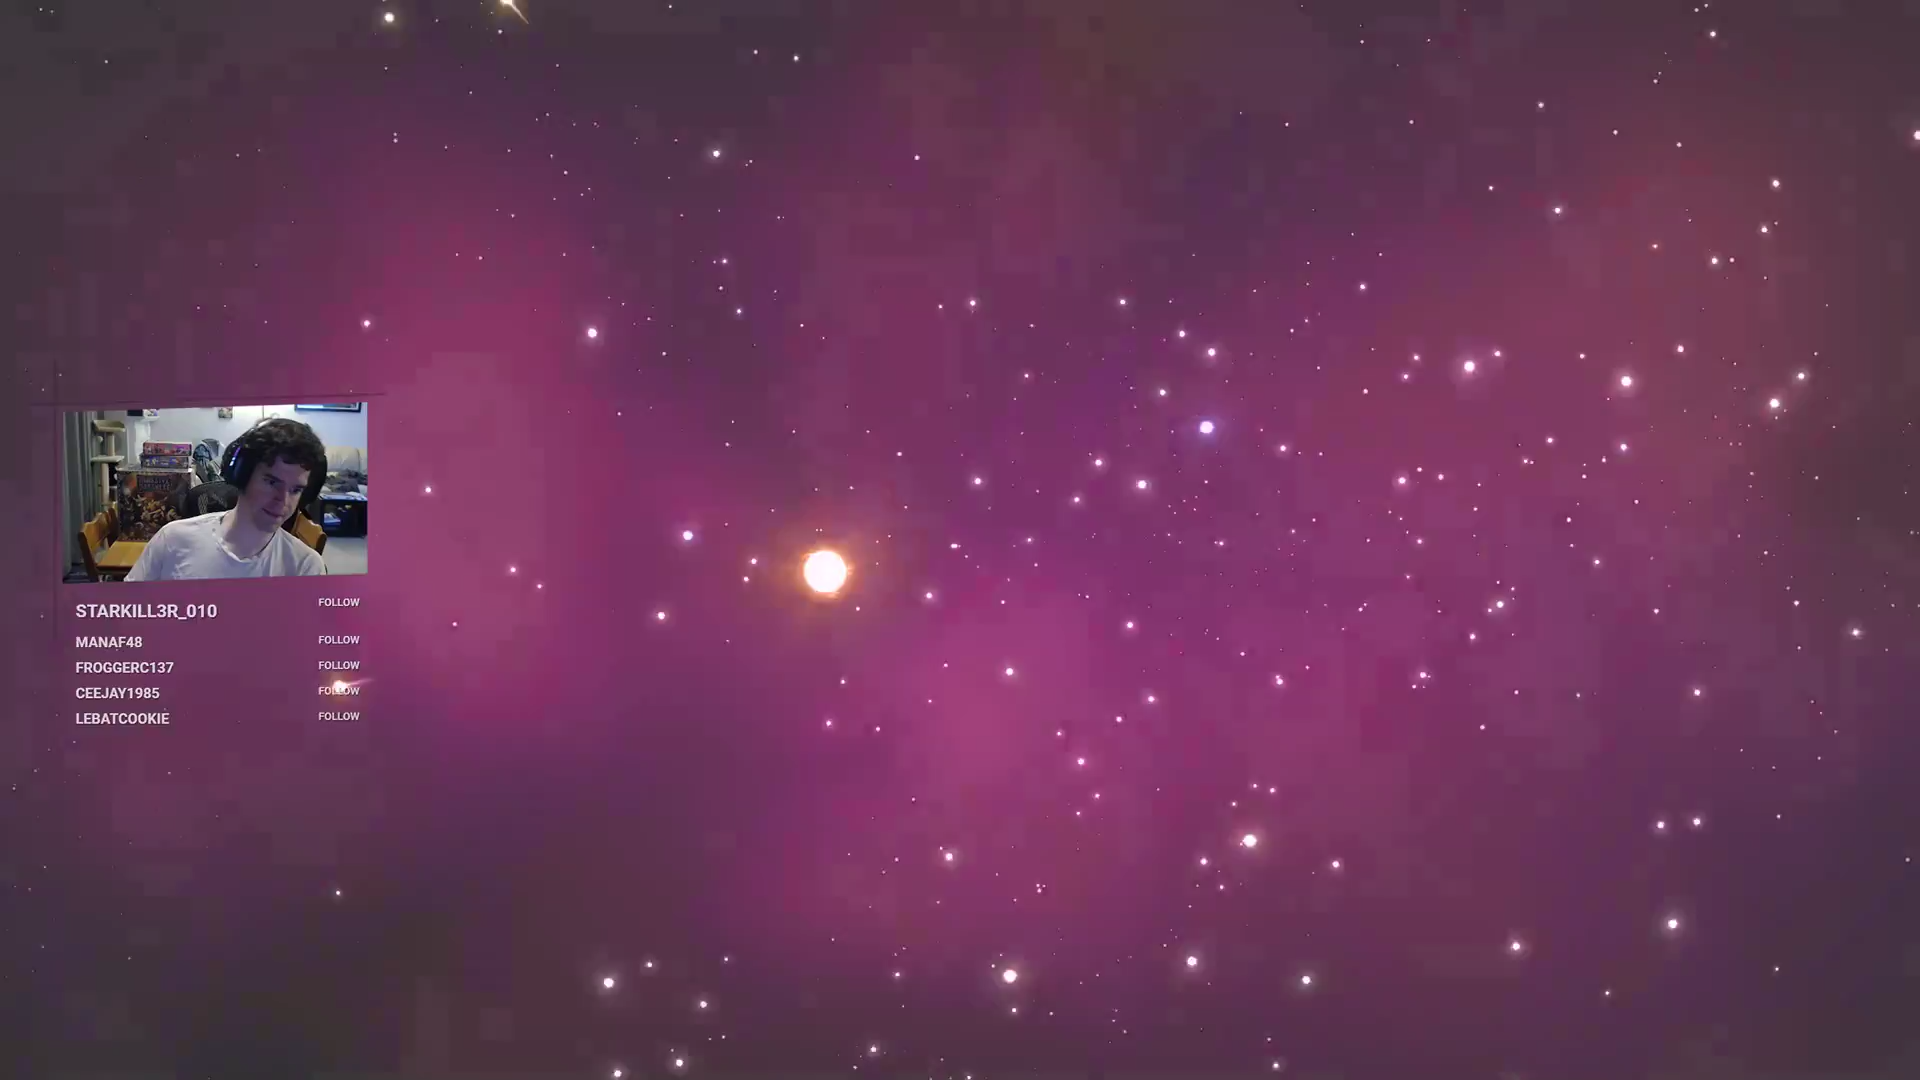 STARKILL3R_010 FOLLOW
MANAF48 FOLLOW
FROGGERC137 FOLLOW
CEEJAY1985 FOLLOW
LEBATCOOKIE FOLLOW